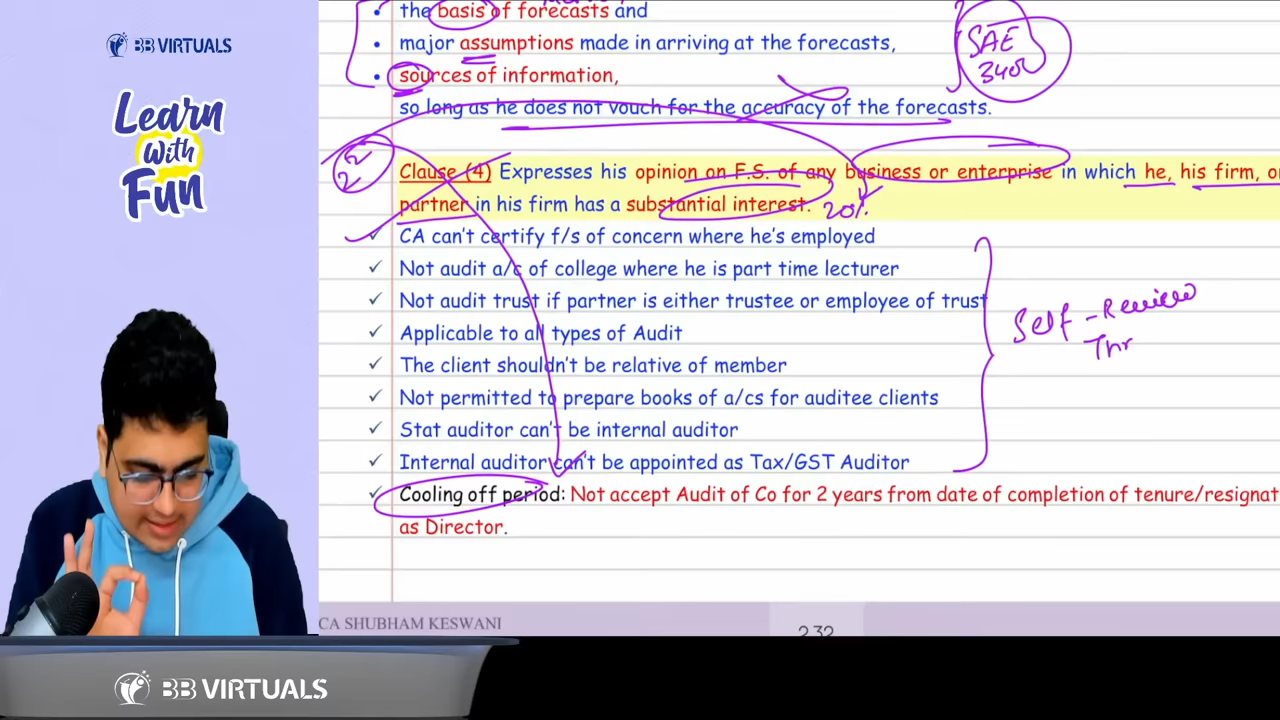 BB VIRTUALS
Learn
With
Fun
• the basis of forecasts and
• major assumptions made in arriving at the forecasts,
• sources of information,
so long as he does not vouch for the accuracy of the forecasts.
SAE
3400
22
Clause (4) Expresses his opinion on F.S. of any business or enterprise in which he, his firm, or
partner in his firm has a substantial interest. 20%.
✓ CA can't certify f/s of concern where he's employed
✓ Not audit a/c of college where he is part time lecturer
✓ Not audit trust if partner is either trustee or employee of trust
✓ Applicable to all types of Audit
✓ The client shouldn't be relative of member
✓ Not permitted to prepare books of a/cs for auditee clients
✓ Stat auditor can't be internal auditor
✓ Internal auditor can't be appointed as Tax/GST Auditor
Self-Review
Thr
✓ Cooling off period: Not accept Audit of Co for 2 years from date of completion of tenure/resignat
as Director.
CA SHUBHAM KESWANI
232
BB VIRTUALS